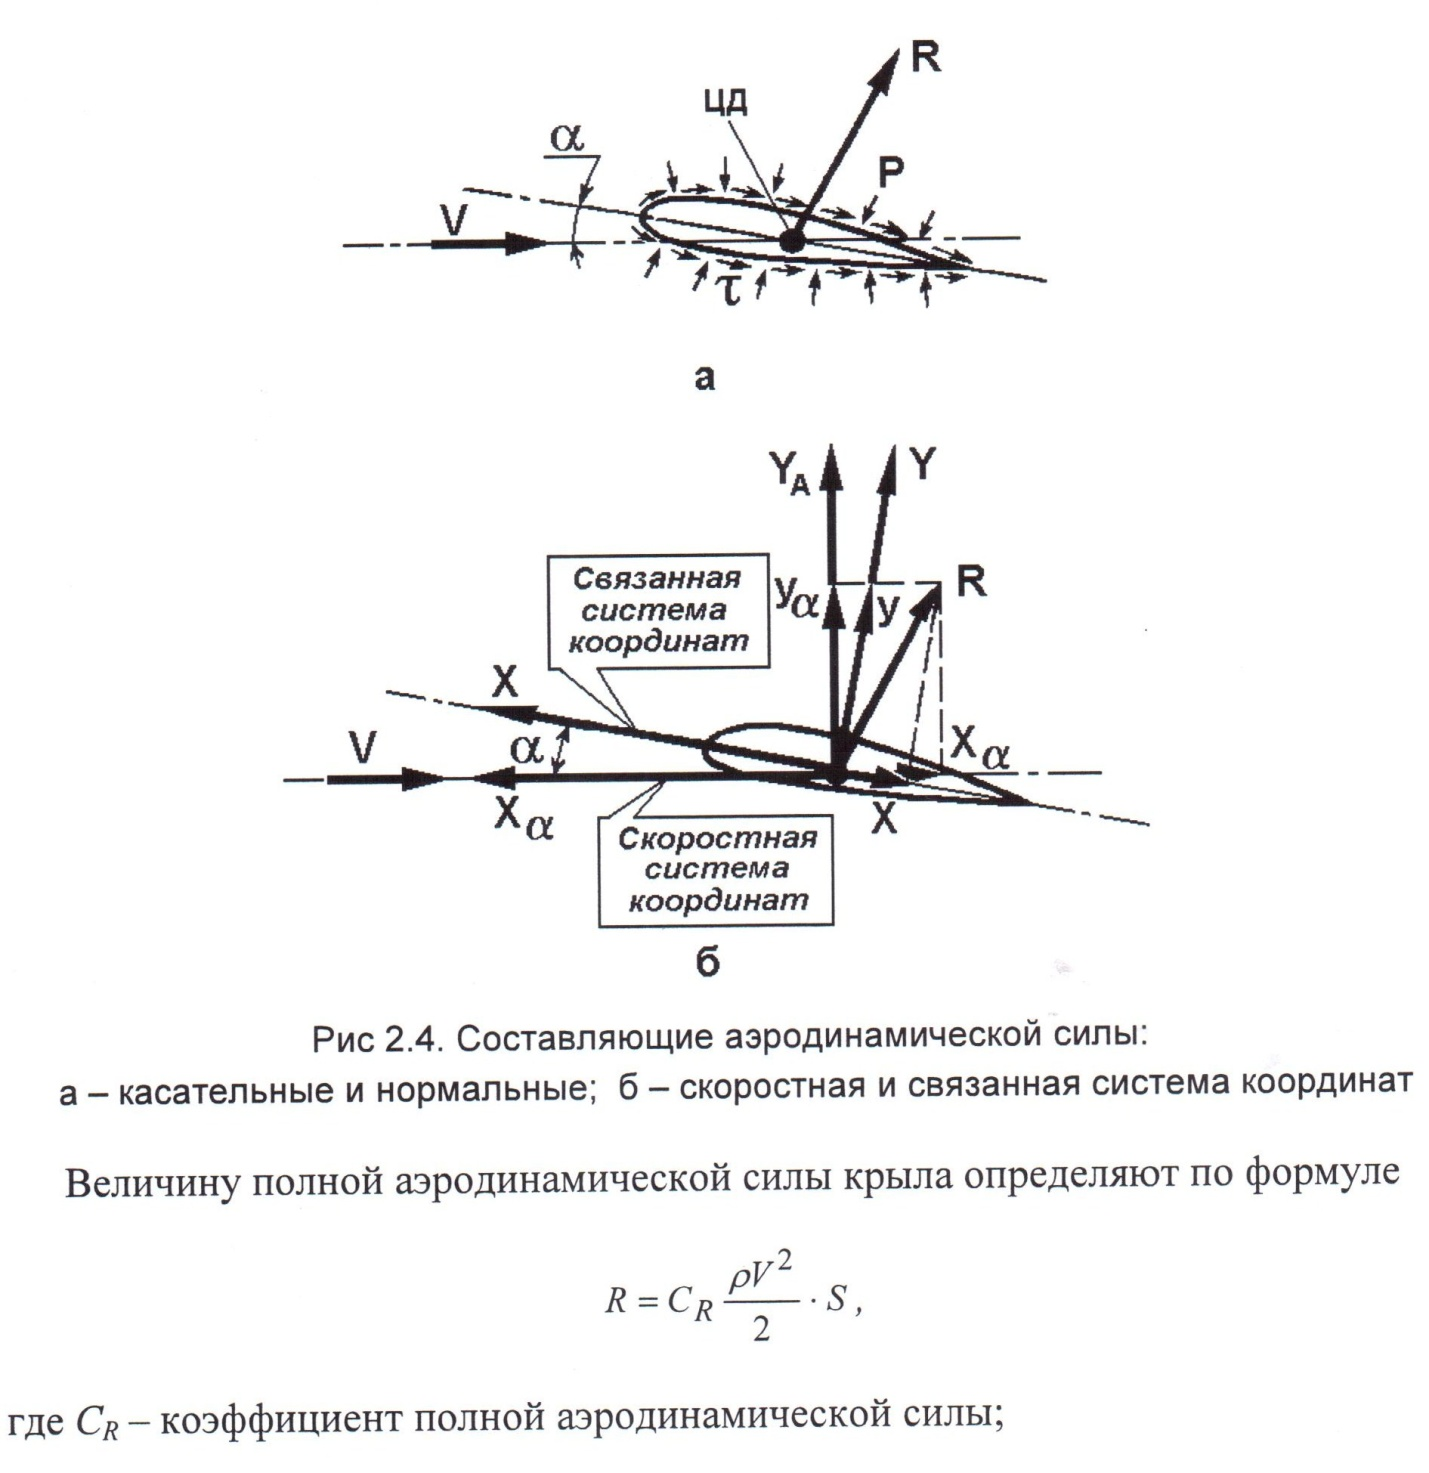 R
ЦД
α
P
V
τ
а
Y_A
Y
Связанная
система
координат
y_α
y
R
X
V
α
X_α
X_α
X
Скоростная
система
координат
б
Рис 2.4. Составляющие аэродинамической силы:
а – касательные и нормальные; б – скоростная и связанная система координат
Величину полной аэродинамической силы крыла определяют по формуле
R = C_R ρV²/2 · S ,
где C_R – коэффициент полной аэродинамической силы;